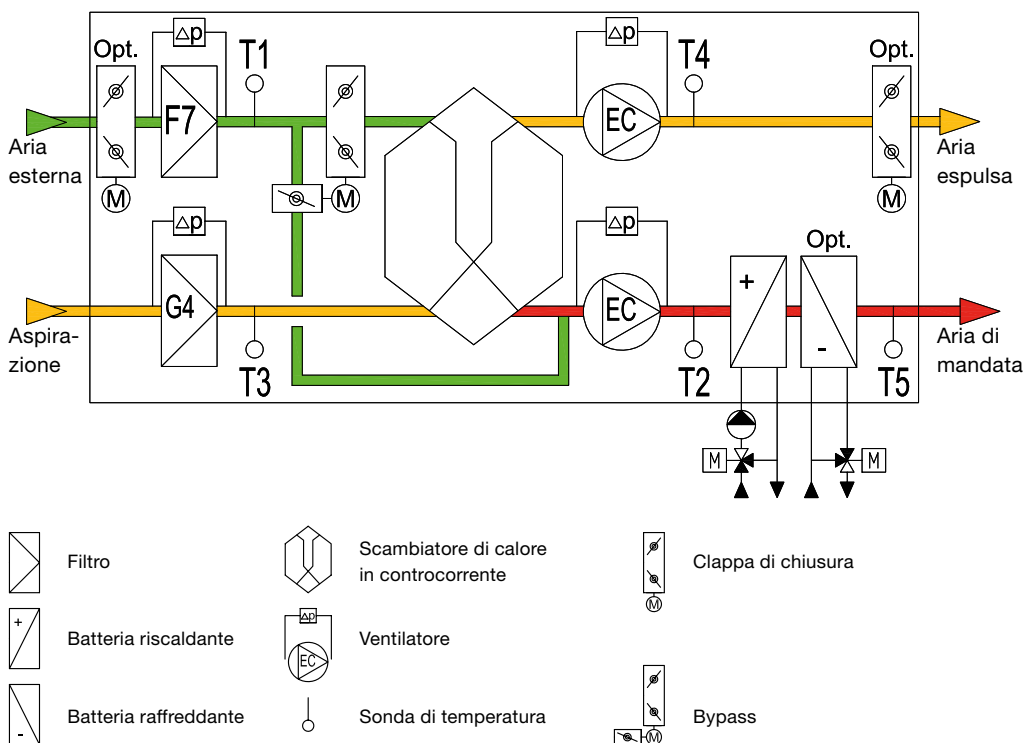 Δp
Δp
Opt.
T1
T4
Opt.
F7
EC
Aria
esterna
Aria
espulsa
M
M
M
Δp
Δp
Opt.
G4
EC
+
-
Aspira-
zione
Aria di
mandata
T3
T2
T5
M
M
Filtro
Scambiatore di calore
in controcorrente
Clappa di chiusura
M
+
Batteria riscaldante
Δp
EC
Ventilatore
-
Batteria raffreddante
Sonda di temperatura
M
Bypass